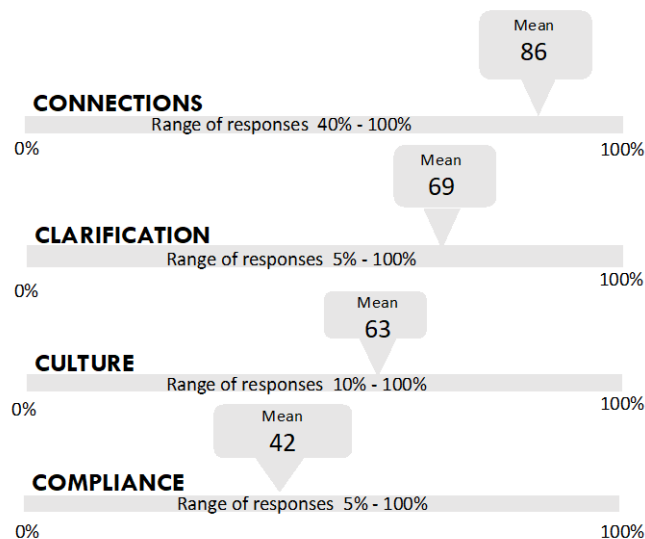 Mean
86
CONNECTIONS
Range of responses 40% - 100%
0%
100%
Mean
69
CLARIFICATION
Range of responses 5% - 100%
0%
100%
Mean
63
CULTURE
Range of responses 10% - 100%
0%
100%
Mean
42
COMPLIANCE
Range of responses 5% - 100%
0%
100%